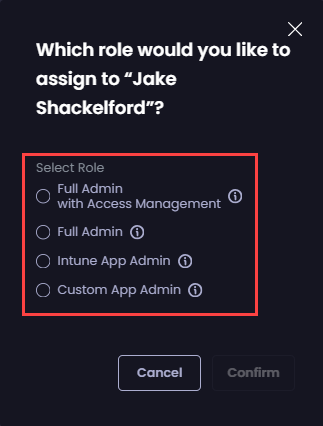 Which role would you like to
assign to “Jake
Shackelford”?
Select Role
Full Admin
with Access Management
Full Admin
Intune App Admin
Custom App Admin
Cancel
Confirm